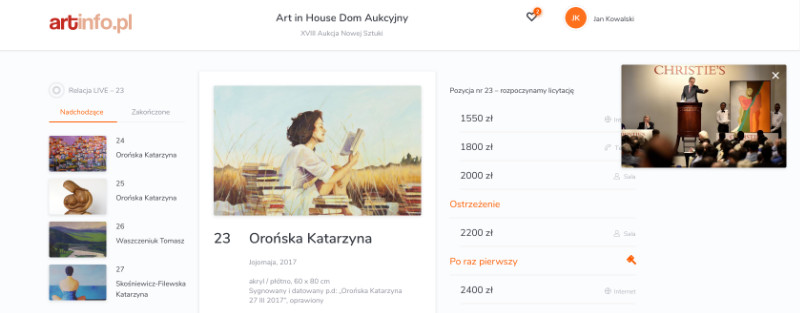 artinfo.pl
Art in House Dom Aukcyjny
XVIII Aukcja Nowej Sztuki
2
JK
Jan Kowalski
Relacja LIVE – 23
Nadchodzące
Zakończone
24
Orońska Katarzyna
25
Orońska Katarzyna
26
Waszczeniuk Tomasz
27
Skośniewicz-Filewska
Katarzyna
23 Orońska Katarzyna
Jojomaja, 2017
akryl / płótno, 60 x 80 cm
Sygnowany i datowany p.d: „Orońska Katarzyna
27 III 2017”, oprawiony
Pozycja nr 23 – rozpoczynamy licytację
1550 zł
1800 zł
2000 zł Sala
Ostrzeżenie
2200 zł Sala
Po raz pierwszy
2400 zł Internet
CHRISTIE'S